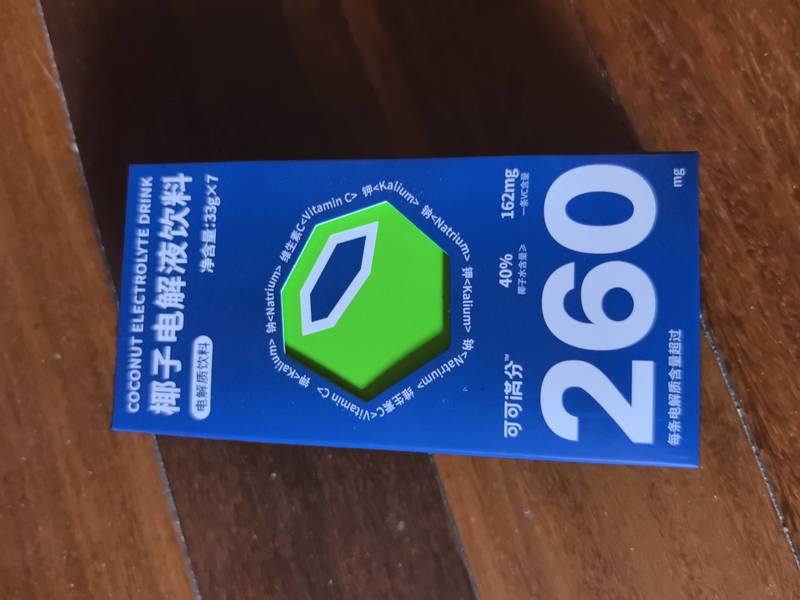 COCONUT ELECTROLYTE DRINK
椰子电解液饮料
电解质饮料
净含量:33g×7
维生素C<Vitamin C> 钾<Kalium> 钠<Natrium> 钾<Kalium> 钠<Natrium> 维生素C<Vitamin C> 钾<Kalium> 钠<Natrium>
可可满分™
40%
椰子水含量≥
162mg
一条VC含量
260
每条电解质含量超过
mg